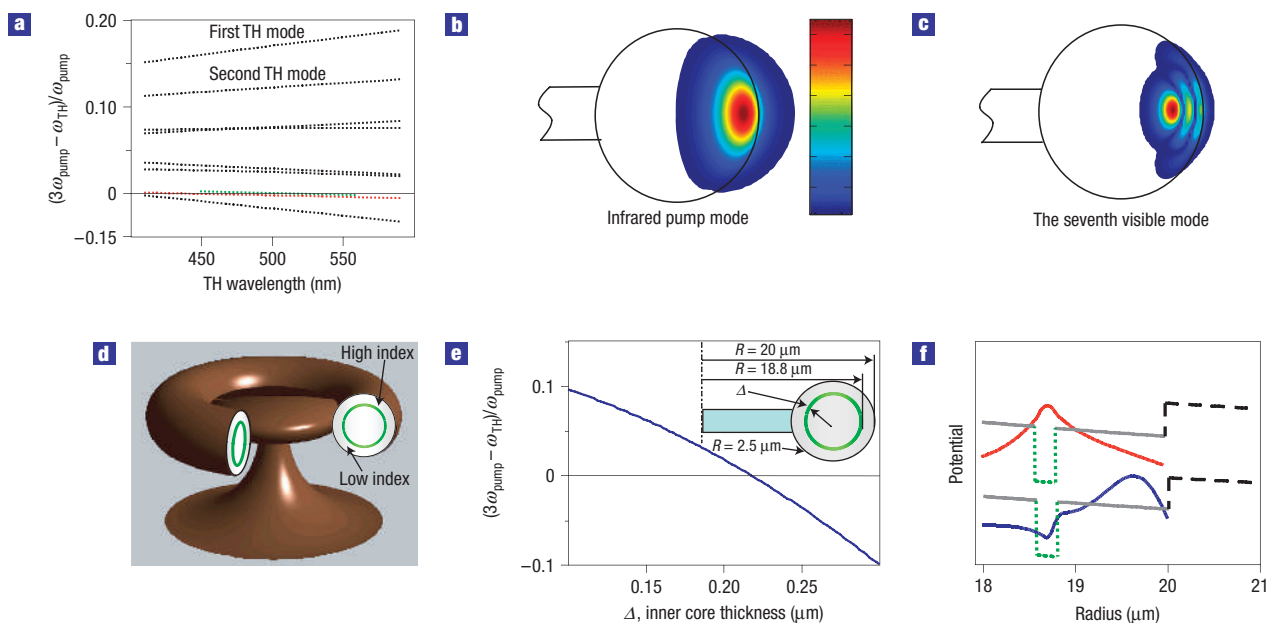 a
(3ωpump – ωTH)/ωpump
0.20
0.10
0
–0.15
First TH mode
Second TH mode
450
500
550
TH wavelength (nm)
b
Infrared pump mode
c
The seventh visible mode
d
High index
Low index
e
(3ωpump – ωTH)/ωpump
0.1
0
–0.1
R = 20 μm
R = 18.8 μm
Δ
R = 2.5 μm
0.15
0.20
0.25
Δ, inner core thickness (μm)
f
Potential
18
19
20
21
Radius (μm)